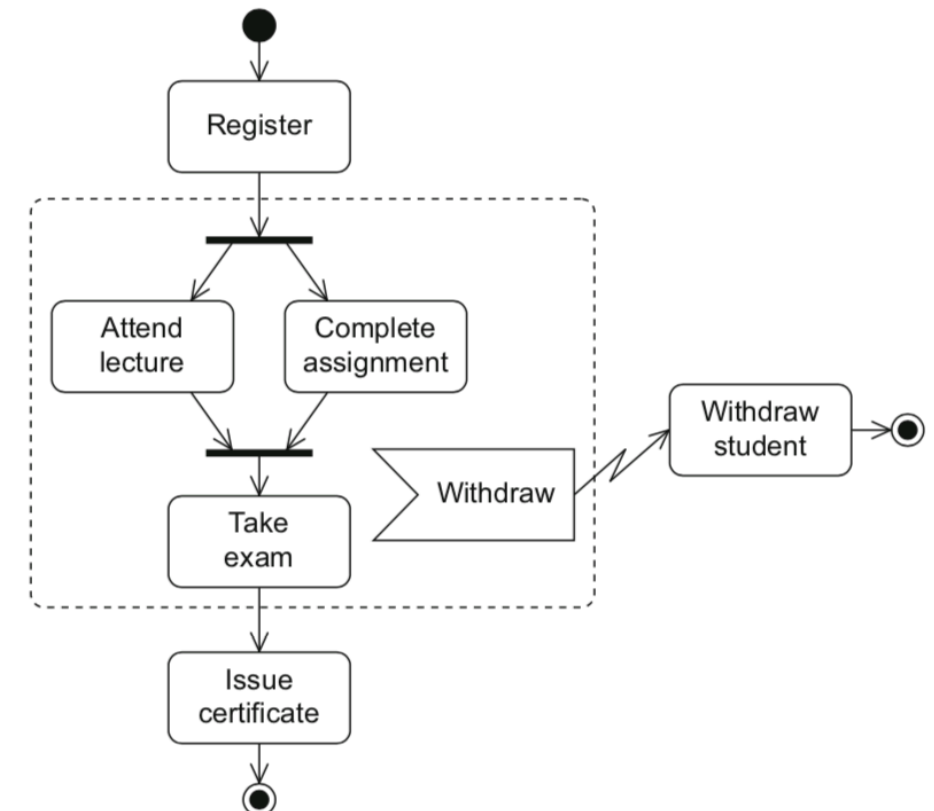 Register
Attend
lecture
Complete
assignment
Withdraw
student
Withdraw
Take
exam
Issue
certificate